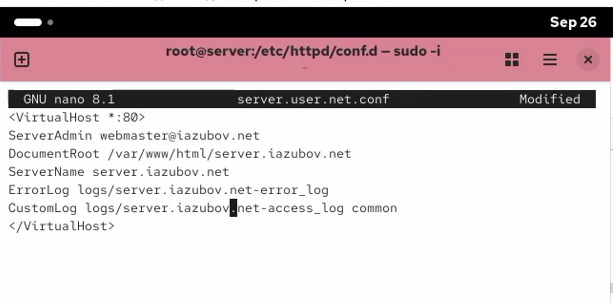 Sep 26
root@server:/etc/httpd/conf.d — sudo -i
GNU nano 8.1 server.user.net.conf Modified
<VirtualHost *:80>
ServerAdmin webmaster@iazubov.net
DocumentRoot /var/www/html/server.iazubov.net
ServerName server.iazubov.net
ErrorLog logs/server.iazubov.net-error_log
CustomLog logs/server.iazubov.net-access_log common
</VirtualHost>